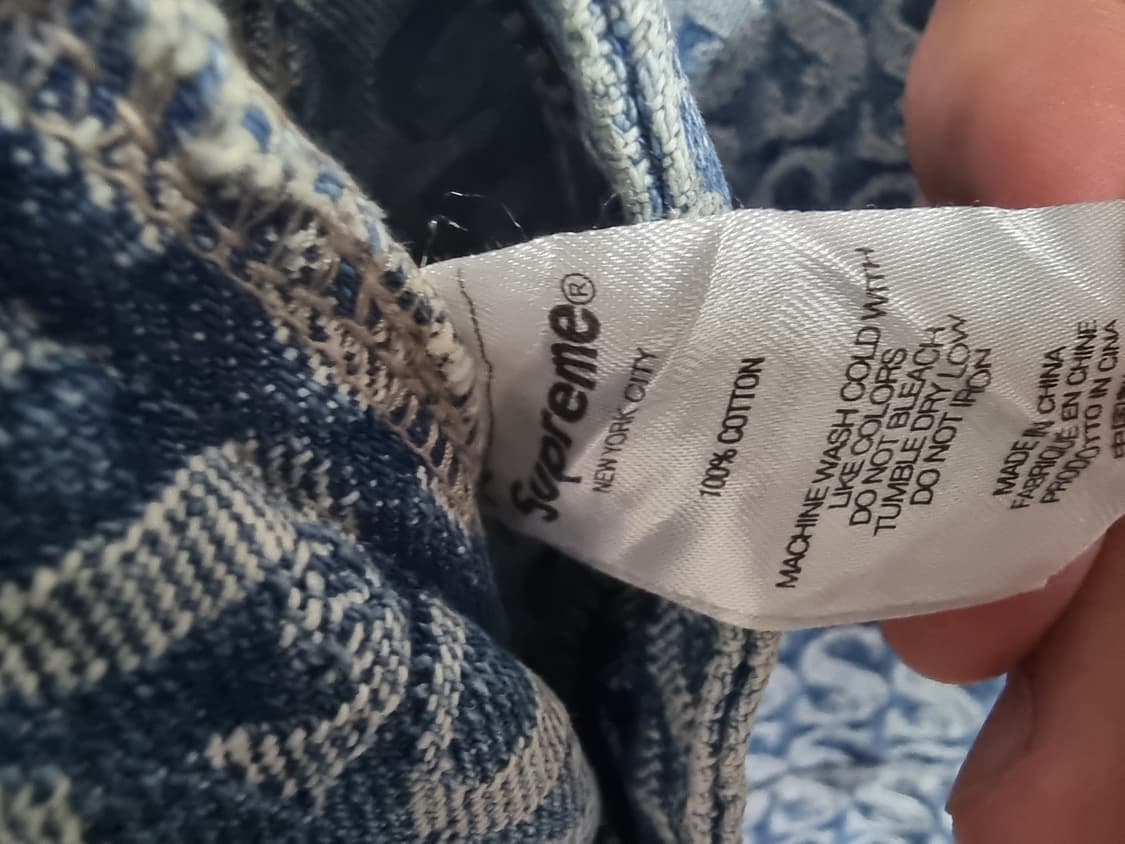 Supreme®
NEW YORK CITY
100% COTTON
MACHINE WASH COLD WITH
LIKE COLORS
DO NOT BLEACH
TUMBLE DRY LOW
DO NOT IRON
MADE IN CHINA
FABRIQUE EN CHINE
PRODOTTO IN CINA